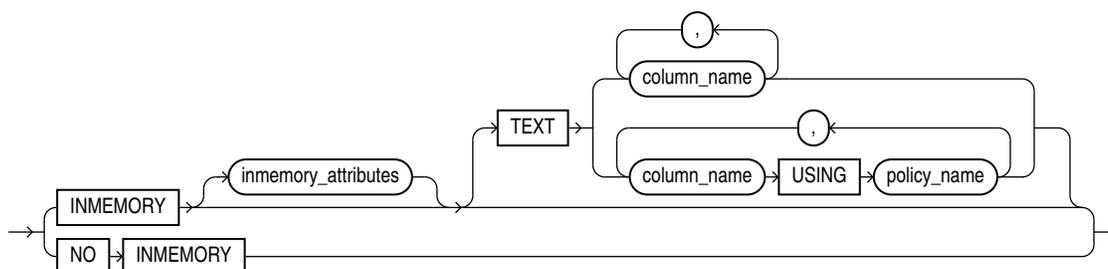 ,
column_name
TEXT
,
inmemory_attributes
column_name USING policy_name
INMEMORY
NO INMEMORY